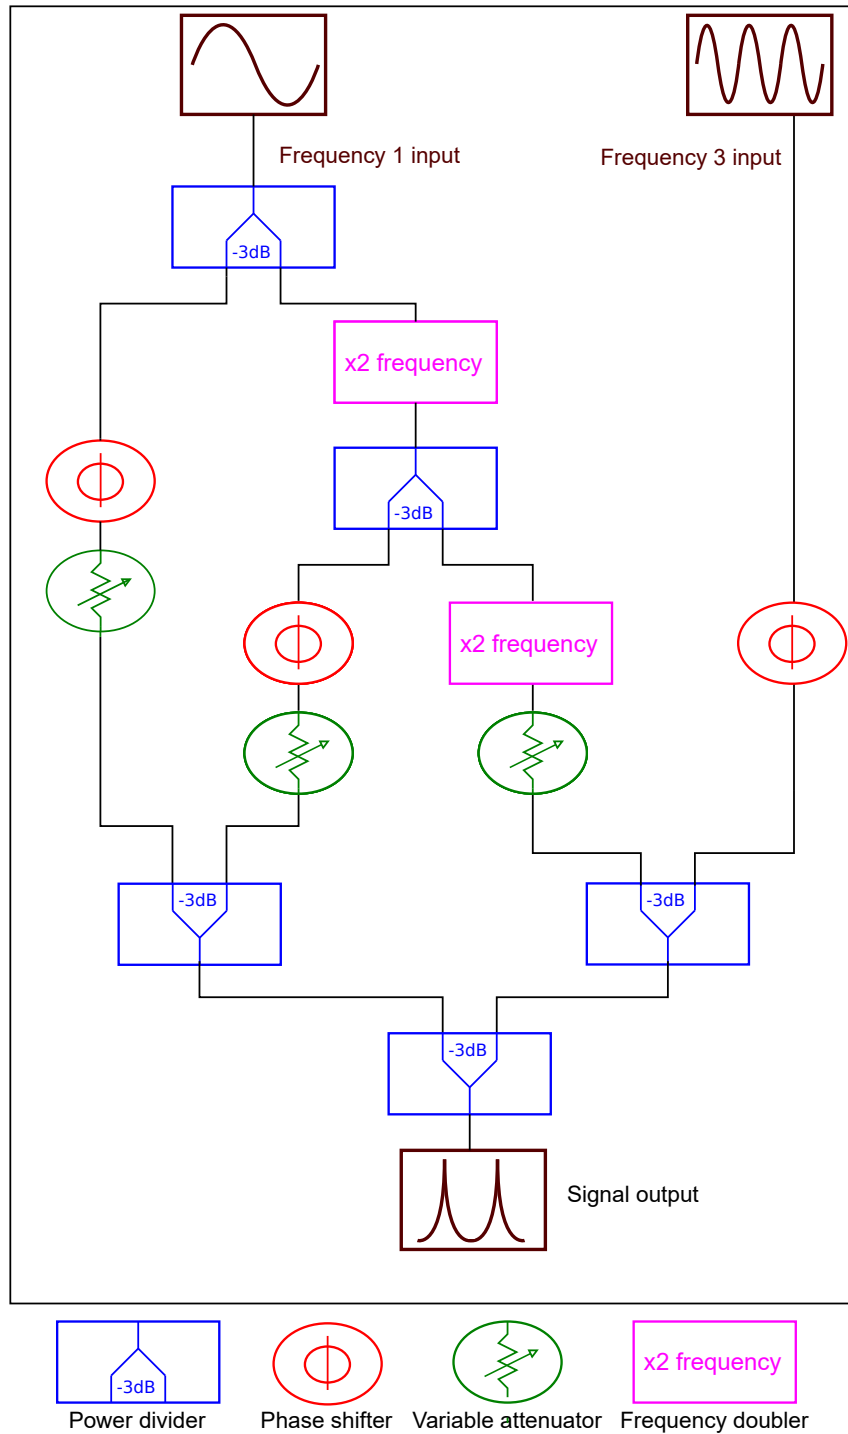 Frequency 1 input
Frequency 3 input
-3dB
x2 frequency
-3dB
x2 frequency
-3dB
-3dB
-3dB
Signal output
-3dB
x2 frequency
Power divider
Phase shifter
Variable attenuator
Frequency doubler